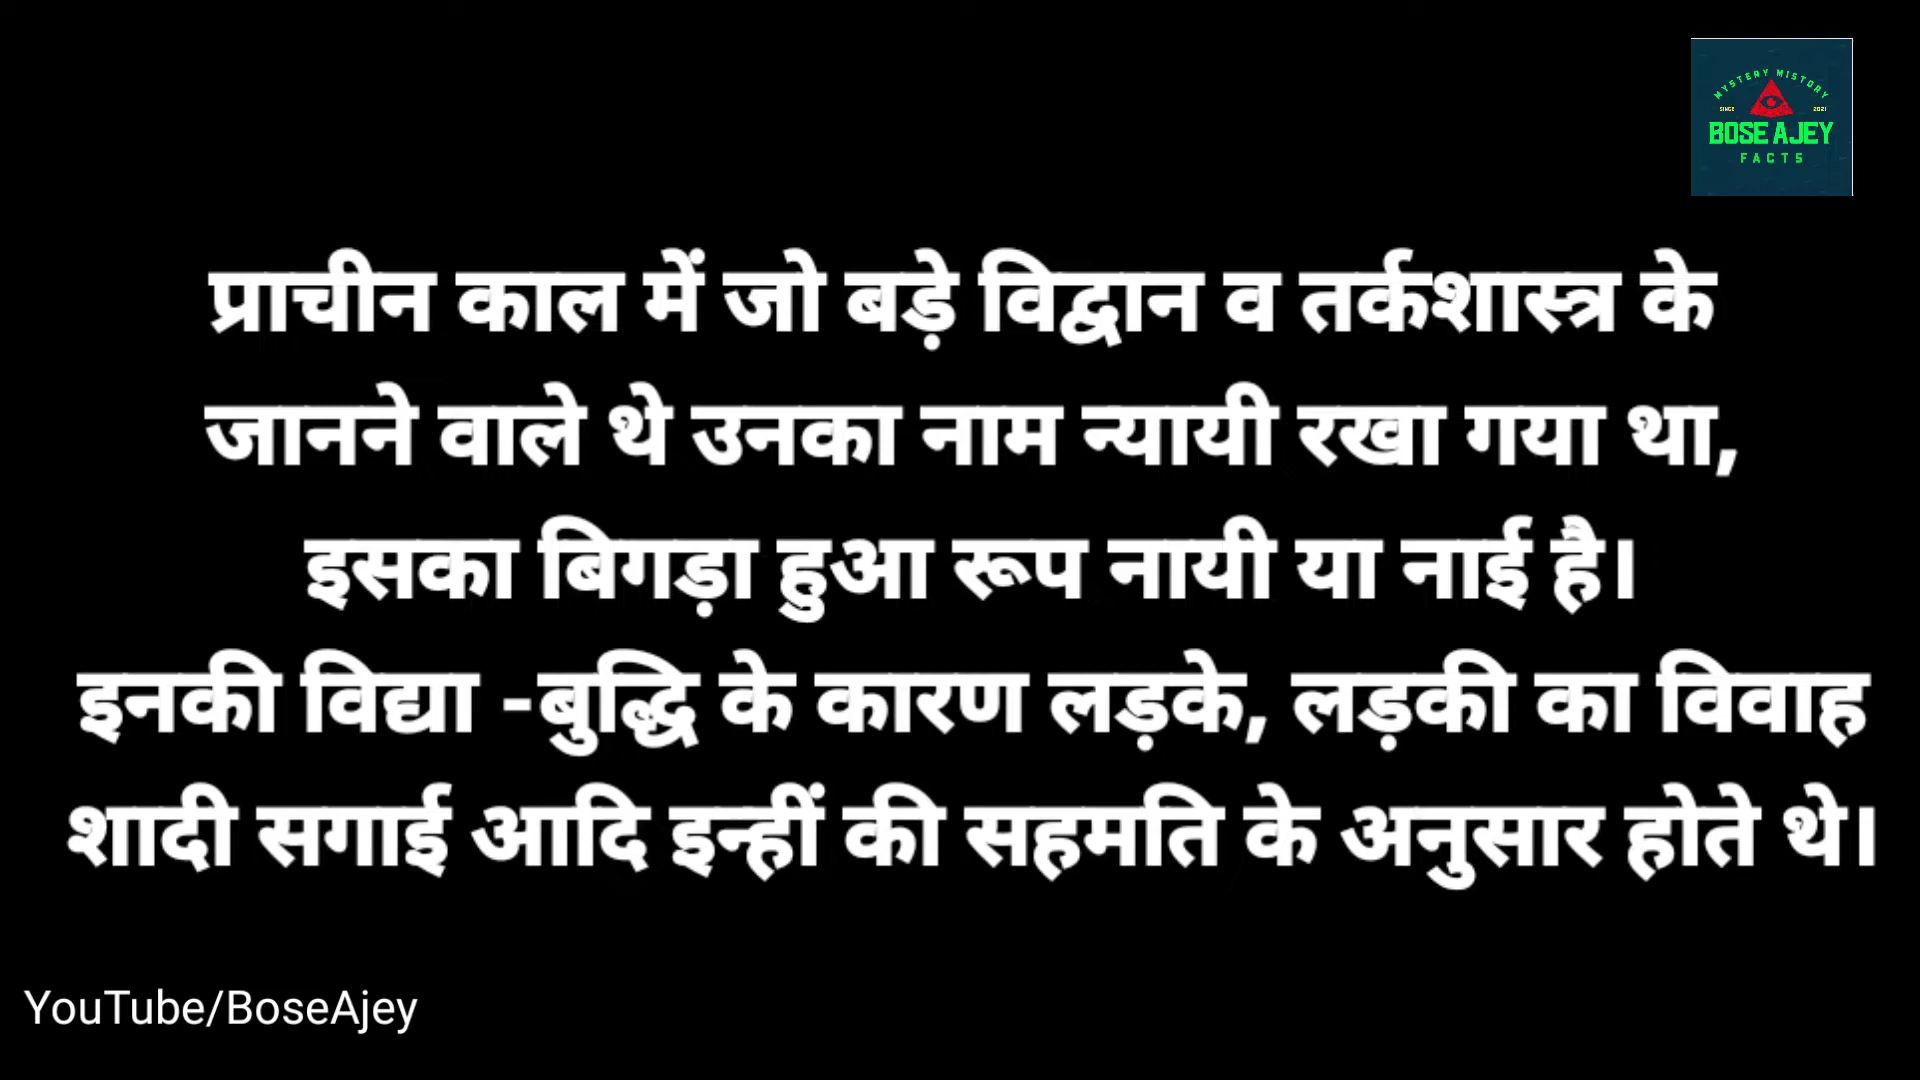 MYSTERY MISTORY
SINCE 2021
BOSE AJEY
FACTS
प्राचीन काल में जो बड़े विद्वान व तर्कशास्त्र के
जानने वाले थे उनका नाम न्यायी रखा गया था,
इसका बिगड़ा हुआ रूप नायी या नाई है।
इनकी विद्या -बुद्धि के कारण लड़के, लड़की का विवाह
शादी सगाई आदि इन्हीं की सहमति के अनुसार होते थे।
YouTube/BoseAjey